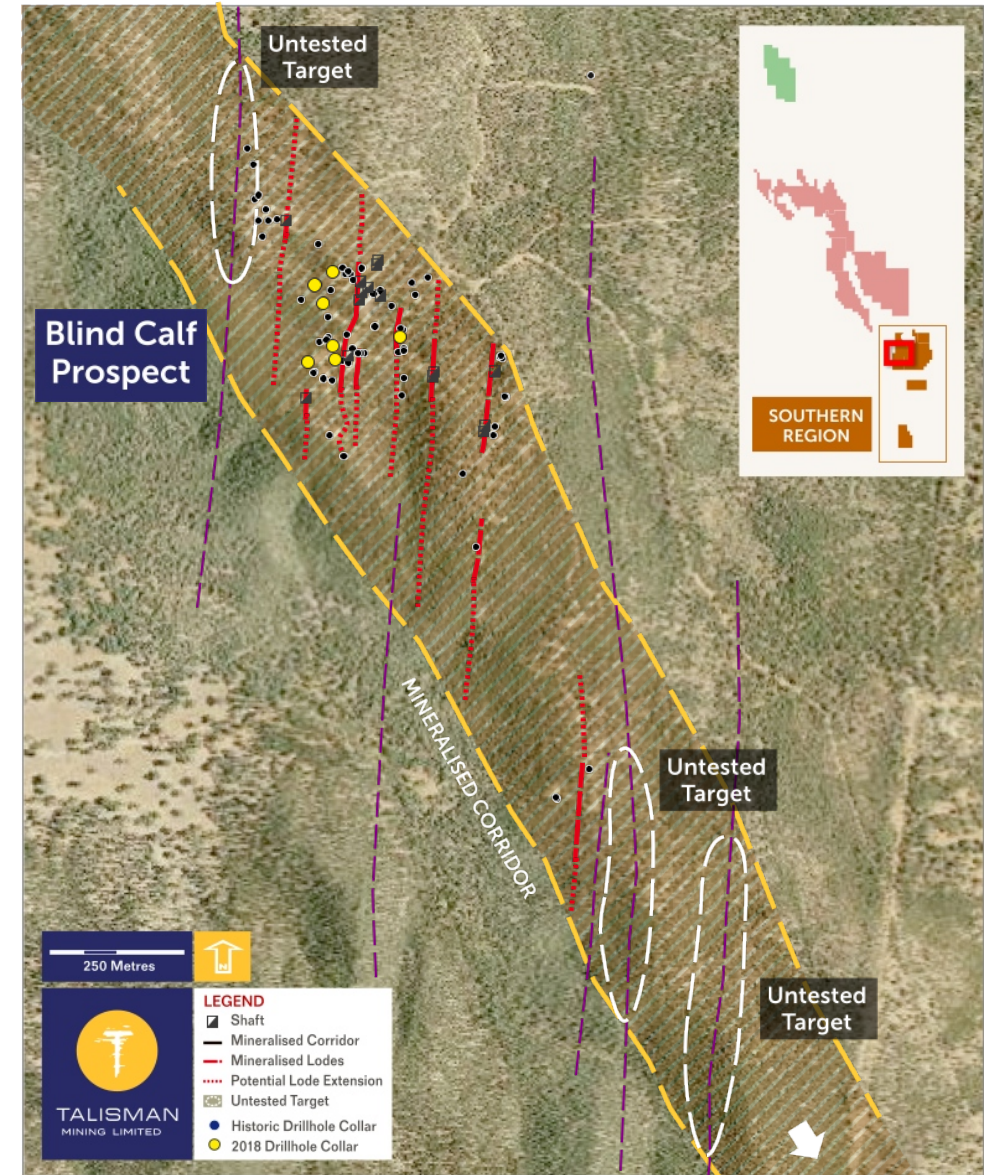 Untested
Target
Blind Calf
Prospect
SOUTHERN
REGION
MINERALISED CORRIDOR
Untested
Target
Untested
Target
250 Metres
N
TALISMAN
MINING LIMITED
LEGEND
Shaft
Mineralised Corridor
Mineralised Lodes
Potential Lode Extension
Untested Target
Historic Drillhole Collar
2018 Drillhole Collar